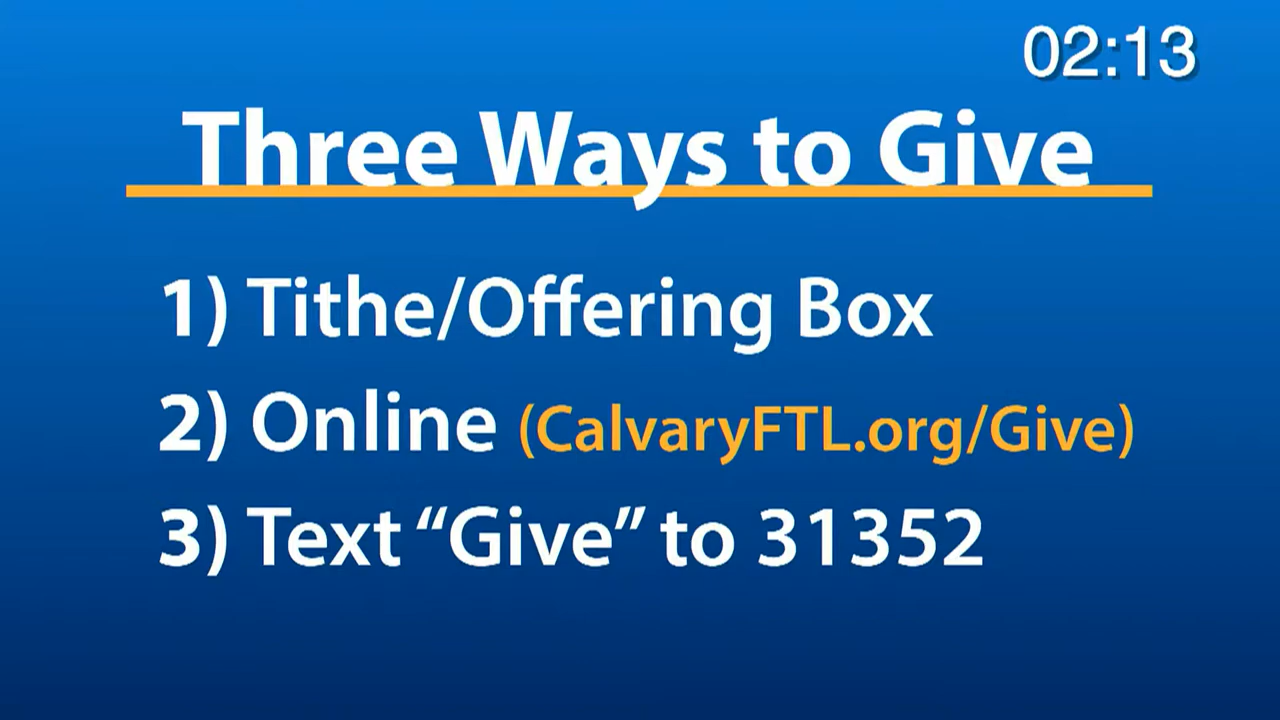 02:13
Three Ways to Give
1) Tithe/Offering Box
2) Online (CalvaryFTL.org/Give)
3) Text “Give” to 31352